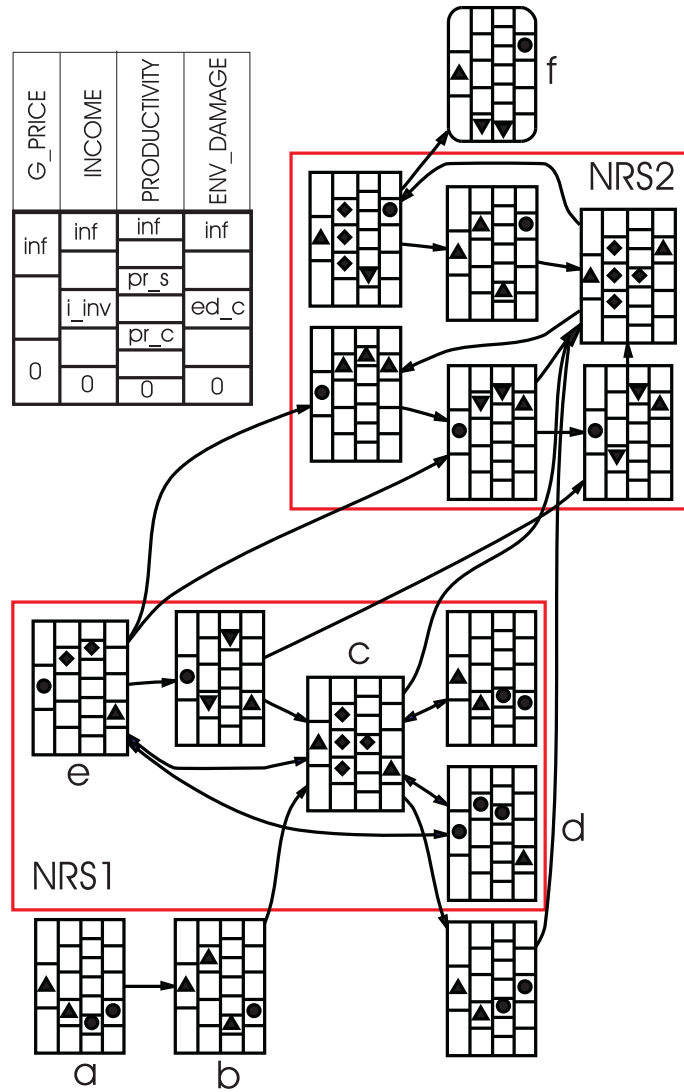 G_PRICE
INCOME
PRODUCTIVITY
ENV_DAMAGE
inf
inf
inf
inf
pr_s
i_inv
ed_c
pr_c
0
0
0
0
f
NRS2
c
e
d
NRS1
a
b